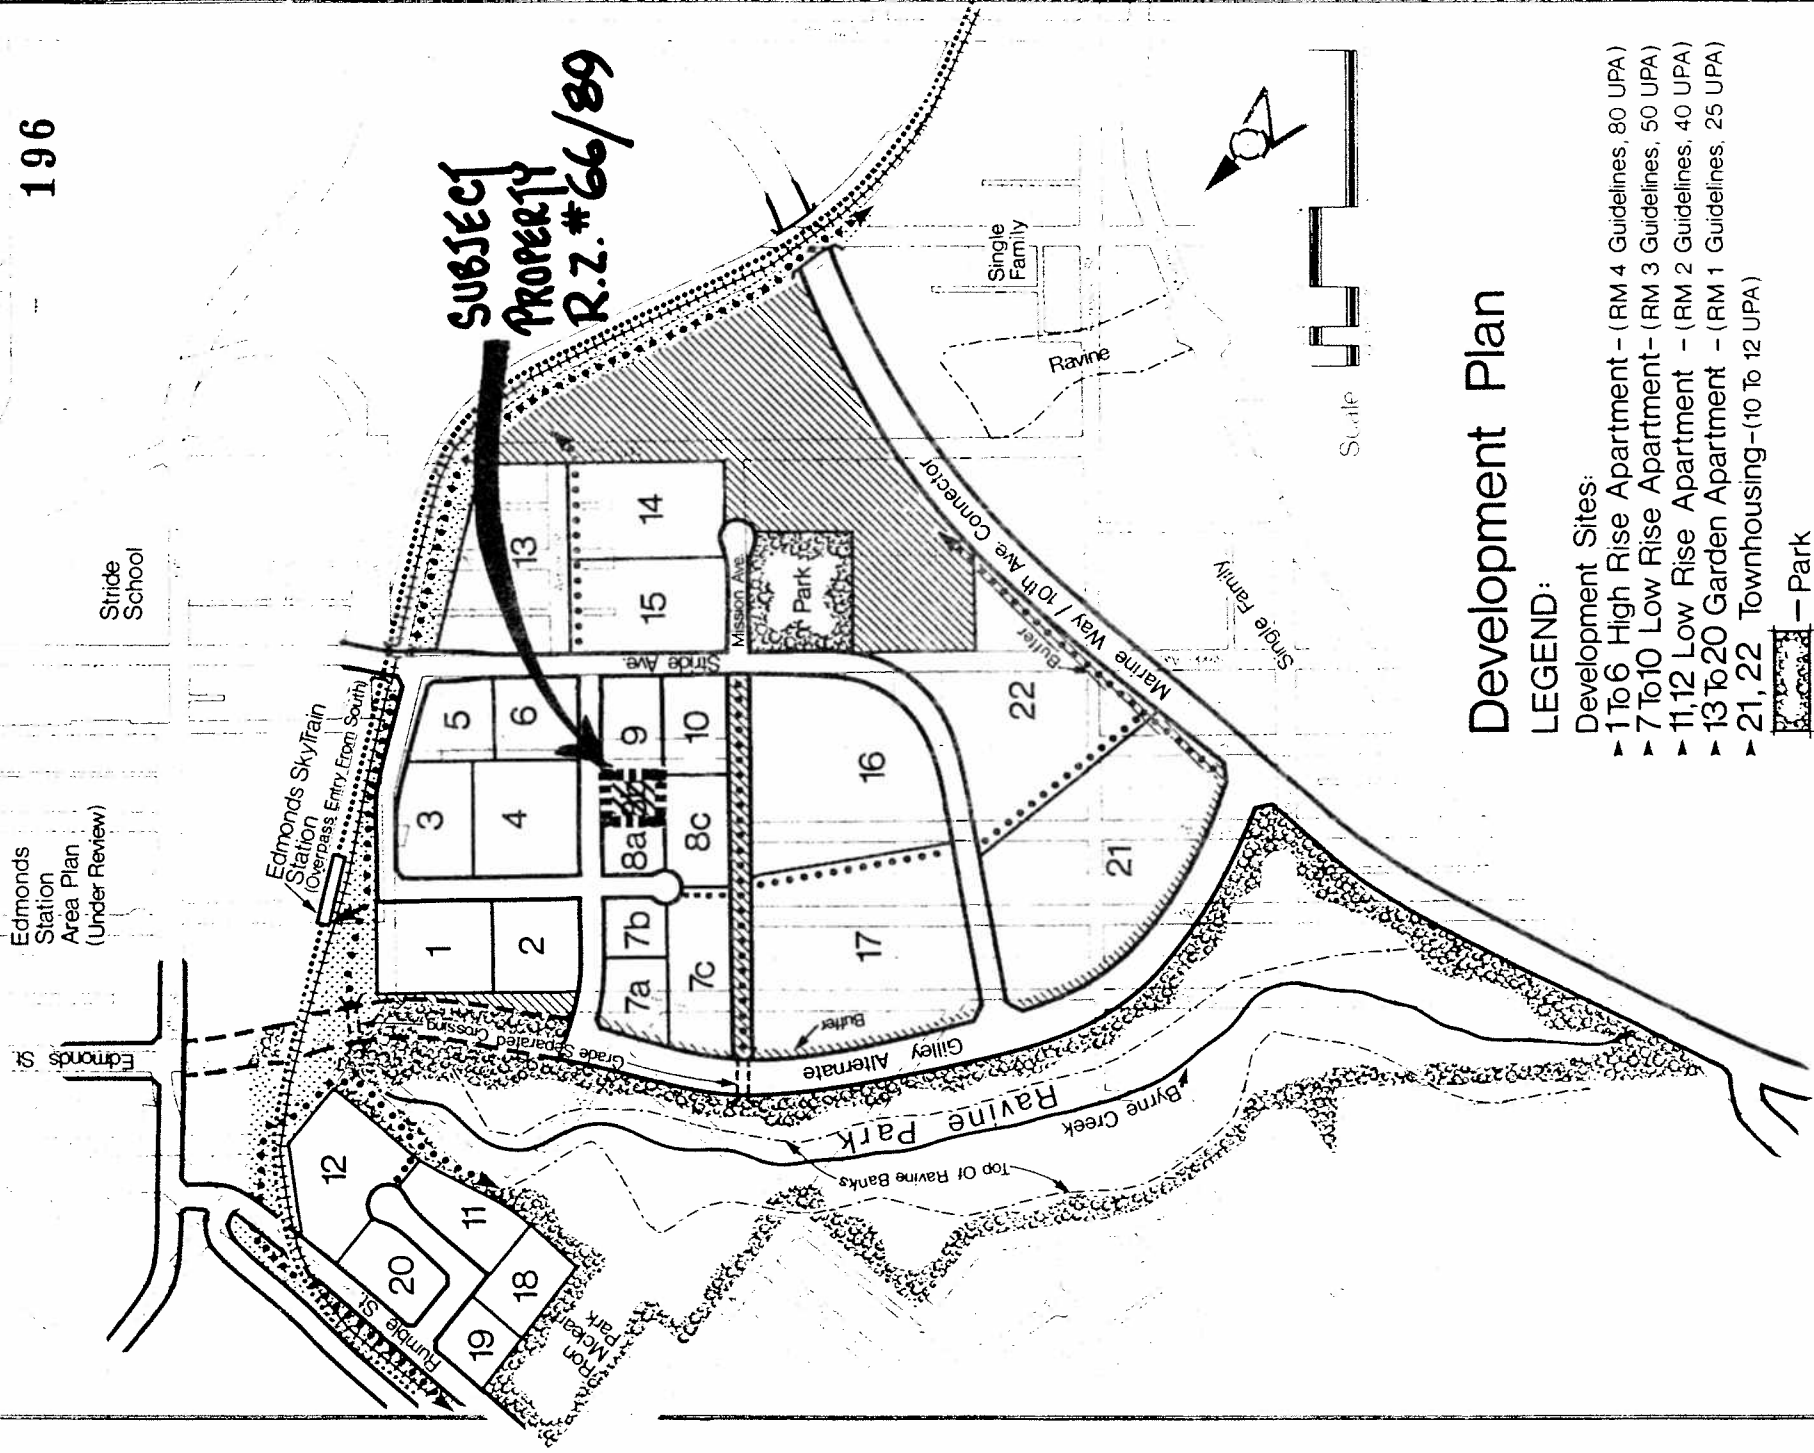 196
SUBJECT
PROPERTY
R.Z. #66/89
Stride
School
Edmonds
Station
Area Plan
(Under Review)
Edmonds SkyTrain
Station
(Overpass Entry From South)
Edmonds St
Stride Ave.
Mission Ave.
Marine Way / 10th Ave. Connector
Single
Family
Ravine
Single Family
Park
Buffer
Buffer
Grade Separated Crossing
Gilley
Alternate
Ravine Park
Byrne Creek
Top Of Ravine Banks
Rumble St.
Ron
Mclean
Park
1
2
3
4
5
6
7a
7b
7c
8a
8b
8c
9
10
11
12
13
14
15
16
17
18
19
20
21
22
Scale
Development Plan
LEGEND:
Development Sites:
► 1 To 6 High Rise Apartment - (RM 4 Guidelines, 80 UPA)
► 7 To 10 Low Rise Apartment - (RM 3 Guidelines, 50 UPA)
► 11,12 Low Rise Apartment - (RM 2 Guidelines, 40 UPA)
► 13 To 20 Garden Apartment - (RM 1 Guidelines, 25 UPA)
► 21, 22 Townhousing - (10 To 12 UPA)
— Park